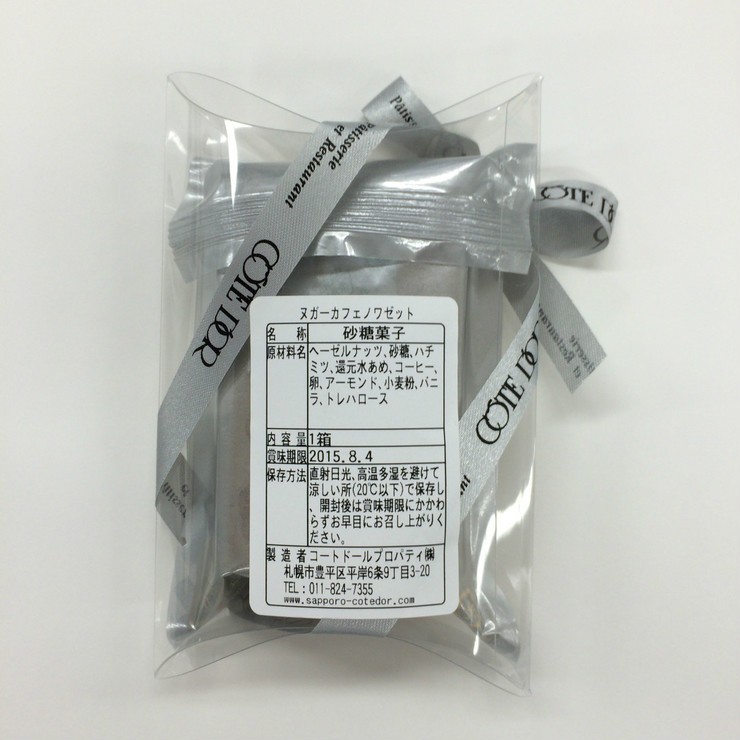 Pâtiss
Pâtisserie
et Restaurant
CÔTE D'OR
CÔTE D
CÔTE D'OR
ヌガーカフェノワゼット
名 称 砂糖菓子
原材料名 ヘーゼルナッツ、砂糖、ハチ
ミツ、還元水あめ、コーヒー、
卵、アーモンド、小麦粉、バニ
ラ、トレハロース
内容量 1箱
賞味期限 2015.8.4
保存方法 直射日光、高温多湿を避けて
涼しい所(20℃以下)で保存し
、開封後は賞味期限にかかわ
らずお早目にお召し上がりく
ださい。
製造者 コートドールプロパティ㈱
札幌市豊平区平岸6条9丁目3-20
TEL：011-824-7355
www.sapporo-cotedor.com